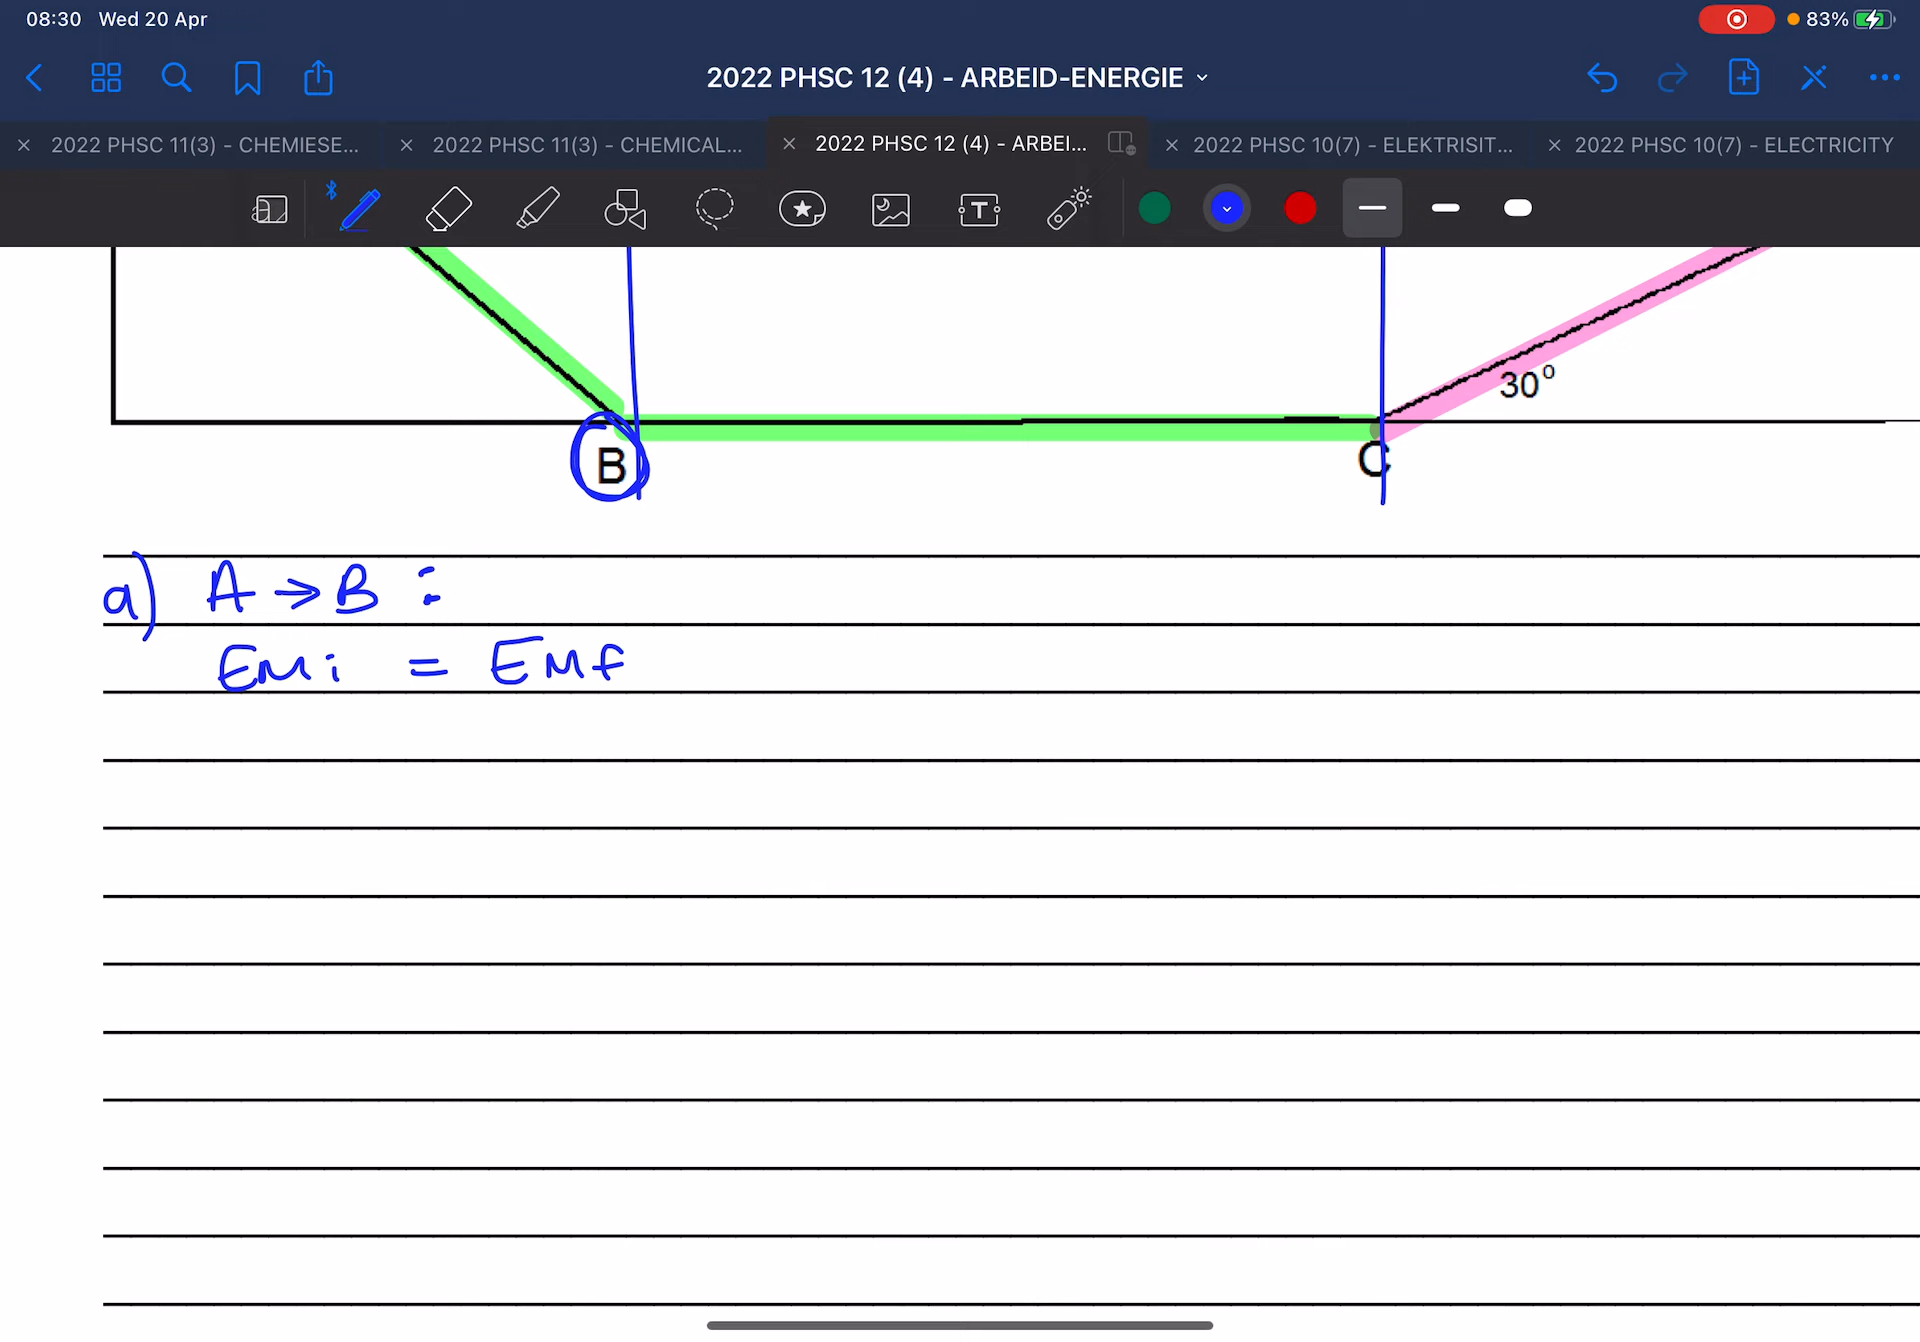 08:30 Wed 20 Apr
83%
2022 PHSC 12 (4) - ARBEID-ENERGIE
2022 PHSC 11(3) - CHEMIESE...
2022 PHSC 11(3) - CHEMICAL...
2022 PHSC 12 (4) - ARBEI...
2022 PHSC 10(7) - ELEKTRISIT...
2022 PHSC 10(7) - ELECTRICITY
T
30°
B
C
a) A → B :
EMi = EMf